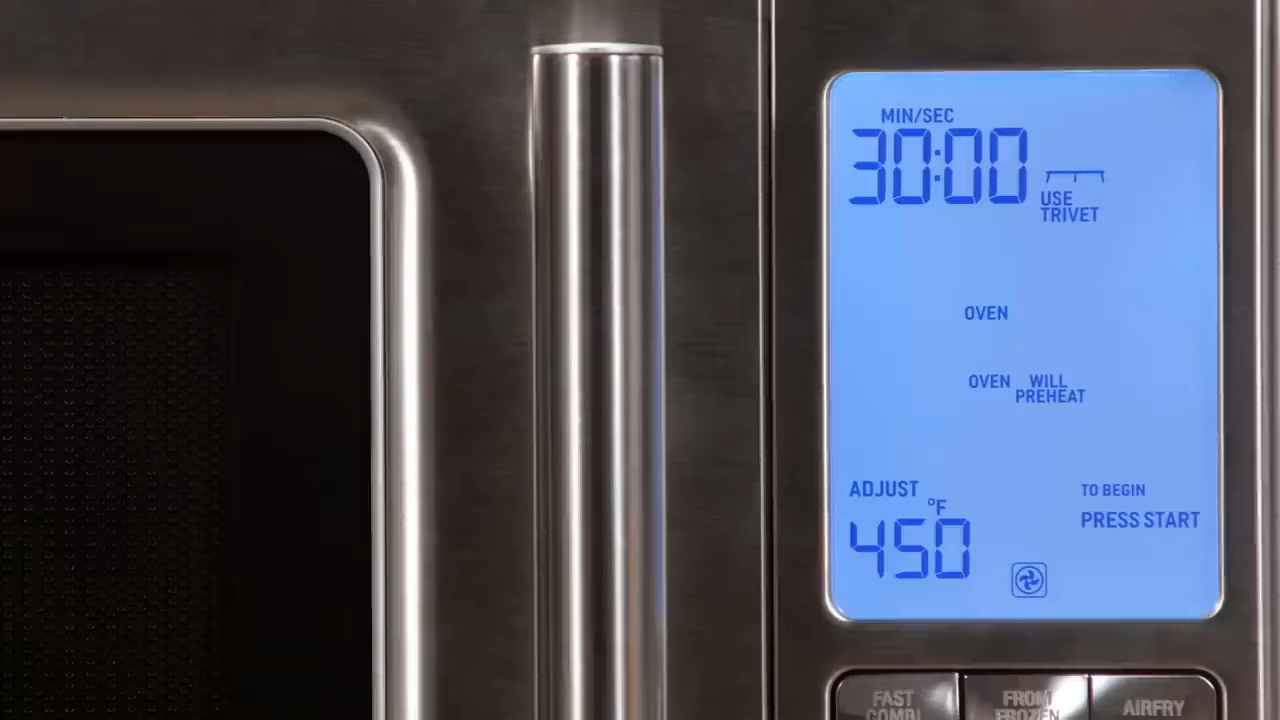 MIN/SEC
30:00
USE
TRIVET
OVEN
OVEN WILL
PREHEAT
ADJUST
°F
450
TO BEGIN
PRESS START
FAST
COMBI
FROM
FROZEN
AIRFRY